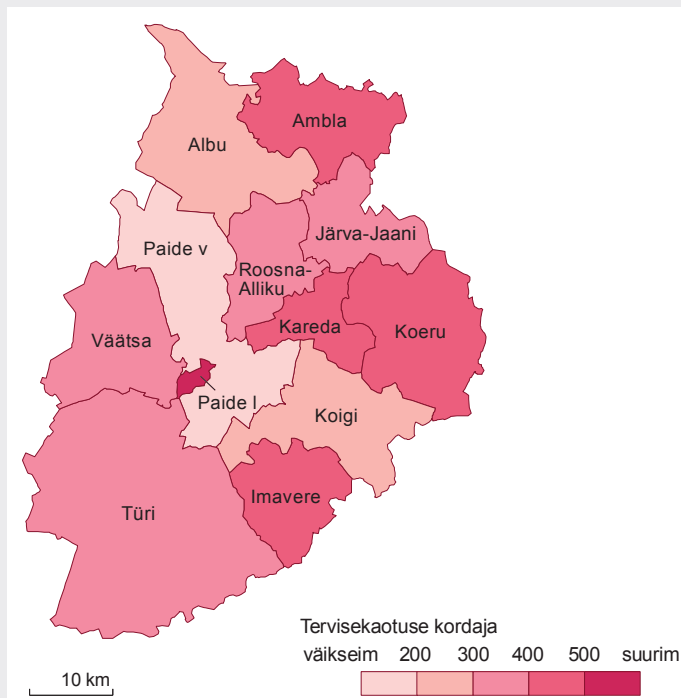 Ambla
Albu
Järva-Jaani
Paide v
Roosna-
Alliku
Kareda
Koeru
Väätsa
Paide l
Koigi
Imavere
Türi
Tervisekaotuse kordaja
väikseim 200 300 400 500 suurim
10 km